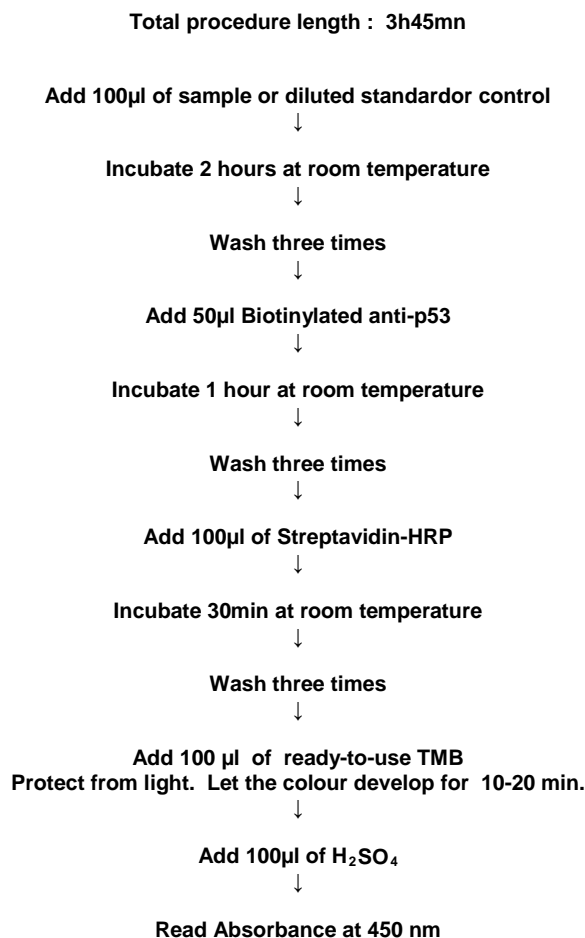 Total procedure length : 3h45mn
Add 100µl of sample or diluted standardor control
↓
Incubate 2 hours at room temperature
↓
Wash three times
↓
Add 50µl Biotinylated anti-p53
↓
Incubate 1 hour at room temperature
↓
Wash three times
↓
Add 100µl of Streptavidin-HRP
↓
Incubate 30min at room temperature
↓
Wash three times
↓
Add 100 µl of ready-to-use TMB
Protect from light. Let the colour develop for 10-20 min.
↓
Add 100µl of H₂SO₄
↓
Read Absorbance at 450 nm